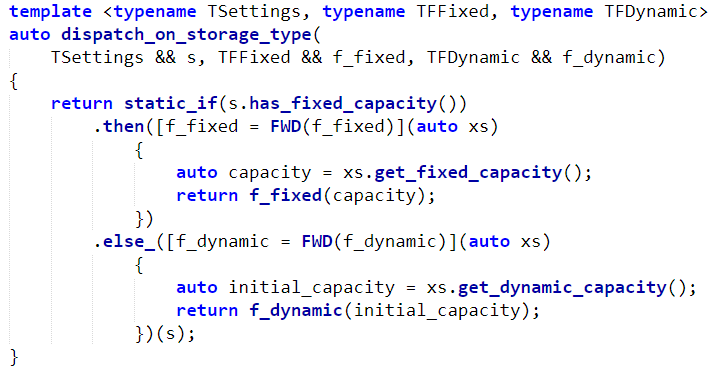 template <typename TSettings, typename TFFixed, typename TFDynamic>
auto dispatch_on_storage_type(
    TSettings && s, TFFixed && f_fixed, TFDynamic && f_dynamic)
{
    return static_if(s.has_fixed_capacity())
        .then([f_fixed = FWD(f_fixed)](auto xs)
            {
                auto capacity = xs.get_fixed_capacity();
                return f_fixed(capacity);
            })
        .else_([f_dynamic = FWD(f_dynamic)](auto xs)
            {
                auto initial_capacity = xs.get_dynamic_capacity();
                return f_dynamic(initial_capacity);
            })(s);
}